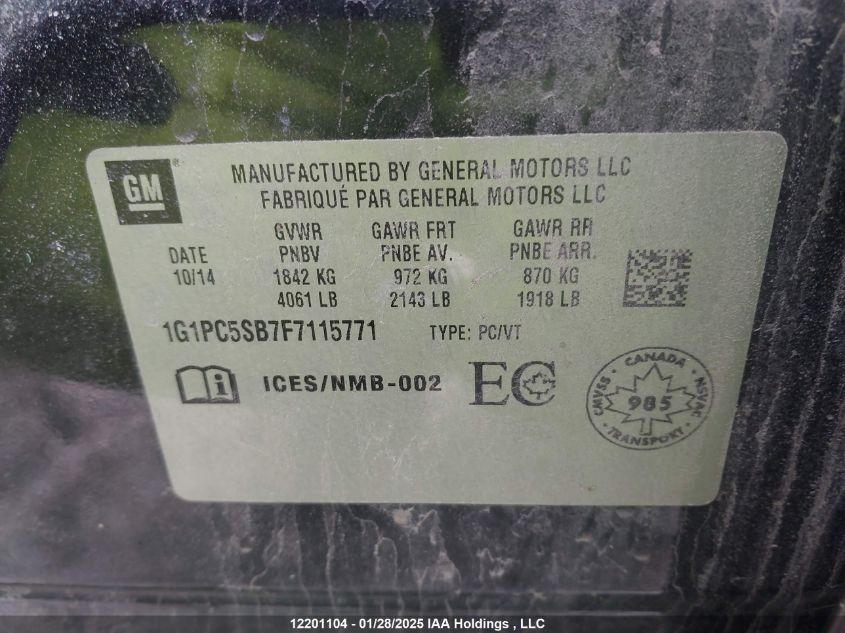 GM
MANUFACTURED BY GENERAL MOTORS LLC
FABRIQUÉ PAR GENERAL MOTORS LLC
GVWR GAWR FRT GAWR RR
DATE PNBV PNBE AV. PNBE ARR.
10/14 1842 KG 972 KG 870 KG
4061 LB 2143 LB 1918 LB
1G1PC5SB7F7115771 TYPE: PC/VT
i ICES/NMB-002 EC
CANADA
CMVSS 985 NSVAC
TRANSPORT
12201104 - 01/28/2025 IAA Holdings , LLC